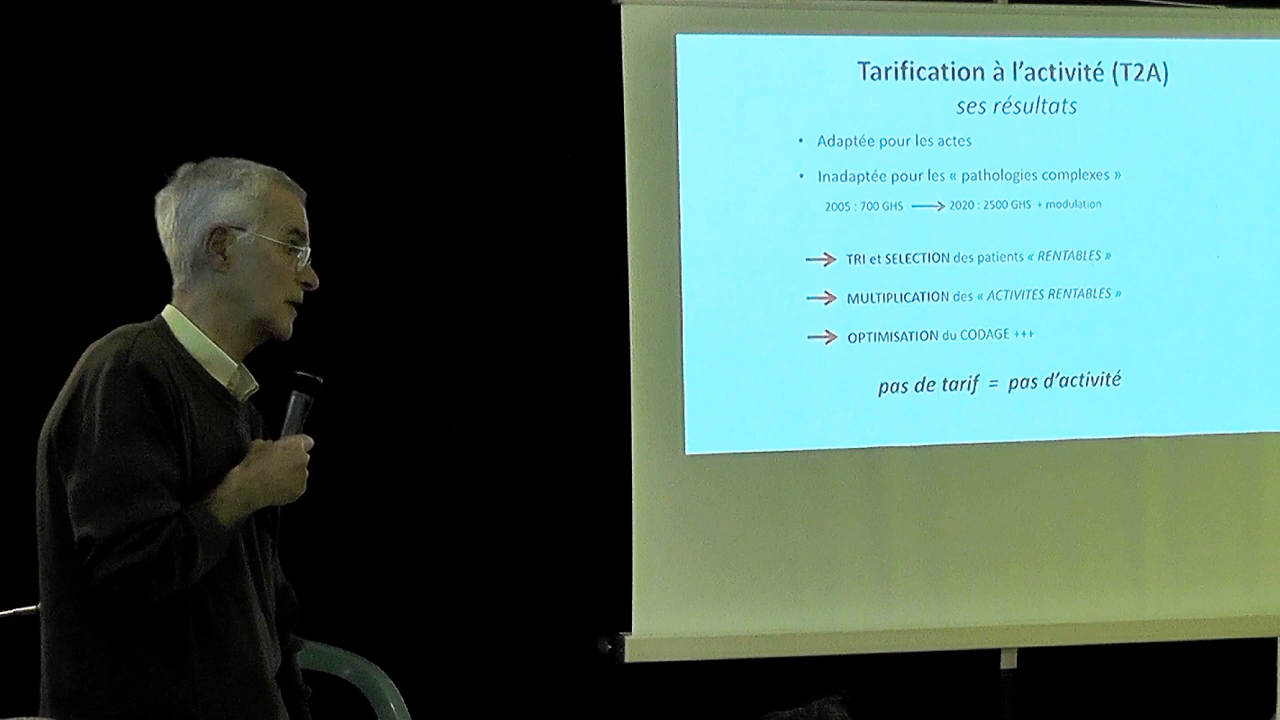 Tarification à l'activité (T2A)
ses résultats
• Adaptée pour les actes
• Inadaptée pour les « pathologies complexes »
2005 : 700 GHS → 2020 : 2500 GHS + modulation
→ TRI et SELECTION des patients « RENTABLES »
→ MULTIPLICATION des « ACTIVITES RENTABLES »
→ OPTIMISATION du CODAGE +++
pas de tarif = pas d'activité